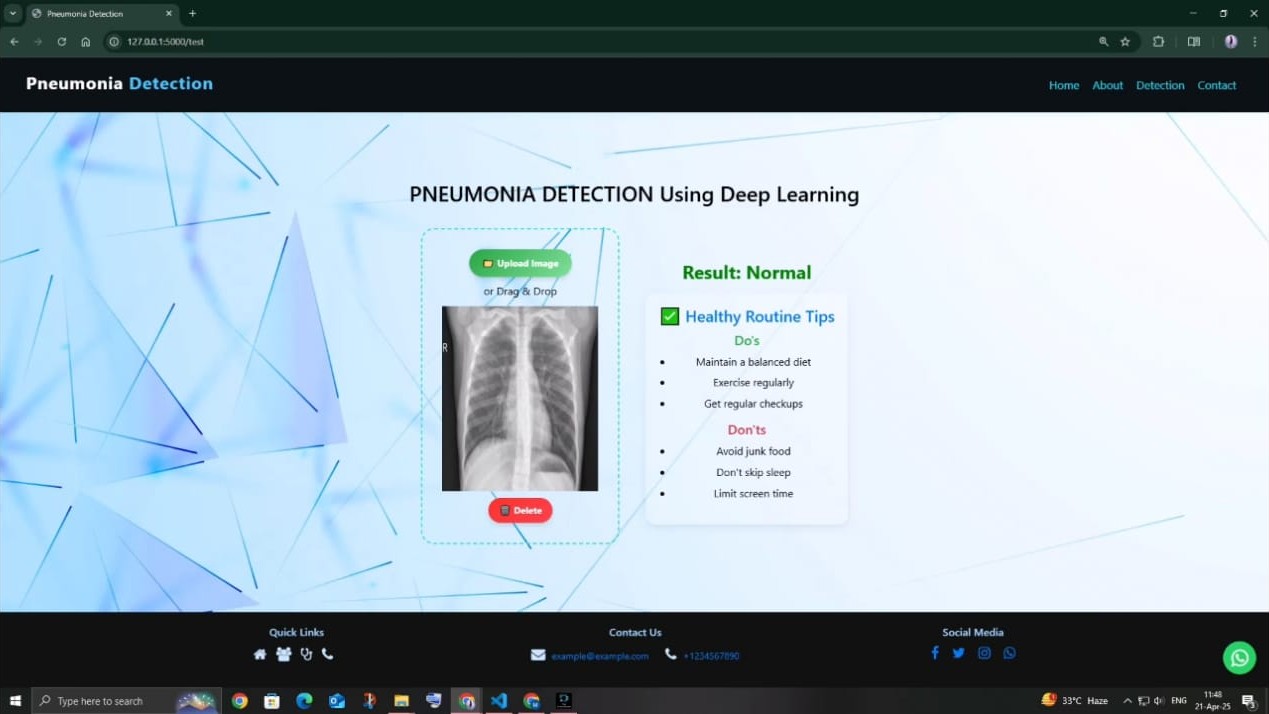 Pneumonia Detection
127.0.0.1:5000/test
Pneumonia Detection
Home About Detection Contact
PNEUMONIA DETECTION Using Deep Learning
Upload Image
or Drag & Drop
R
Delete
Result: Normal
Healthy Routine Tips
Do's
Maintain a balanced diet
Exercise regularly
Get regular checkups
Don'ts
Avoid junk food
Don't skip sleep
Limit screen time
Quick Links
Contact Us
example@example.com +1234567890
Social Media
Type here to search
33°C Haze
ENG
11:48
21-Apr-25
3